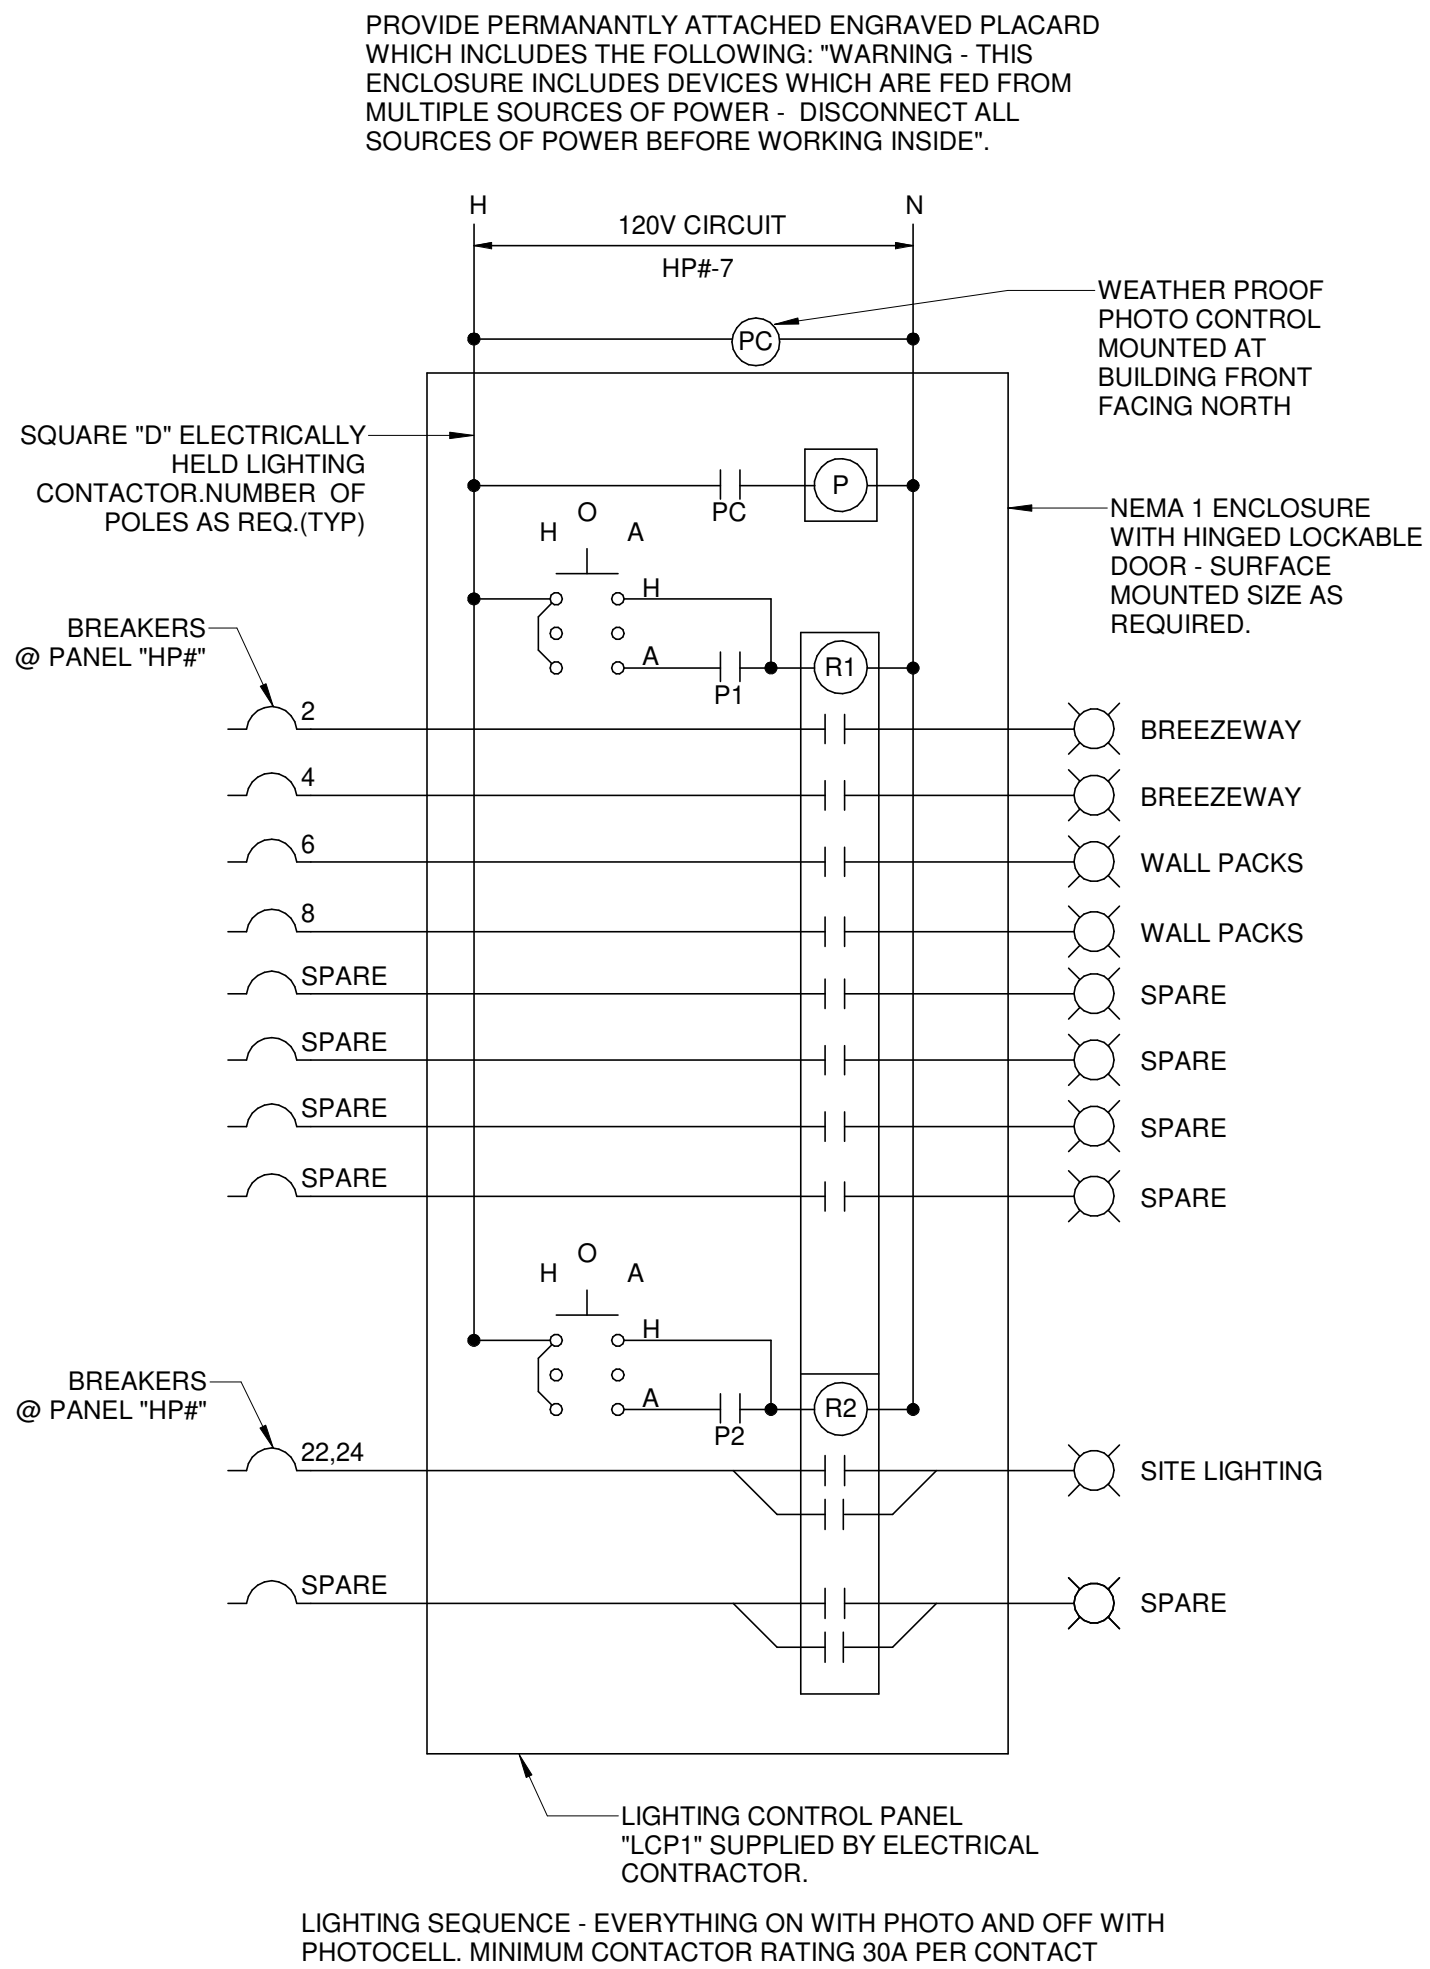 PROVIDE PERMANANTLY ATTACHED ENGRAVED PLACARD
WHICH INCLUDES THE FOLLOWING: "WARNING - THIS
ENCLOSURE INCLUDES DEVICES WHICH ARE FED FROM
MULTIPLE SOURCES OF POWER - DISCONNECT ALL
SOURCES OF POWER BEFORE WORKING INSIDE".
H
N
120V CIRCUIT
HP#-7
PC
WEATHER PROOF
PHOTO CONTROL
MOUNTED AT
BUILDING FRONT
FACING NORTH
SQUARE "D" ELECTRICALLY
HELD LIGHTING
CONTACTOR.NUMBER OF
POLES AS REQ.(TYP)
PC
P
NEMA 1 ENCLOSURE
WITH HINGED LOCKABLE
DOOR - SURFACE
MOUNTED SIZE AS
REQUIRED.
H O A
H
A
P1
R1
BREAKERS
@ PANEL "HP#"
2
BREEZEWAY
4
BREEZEWAY
6
WALL PACKS
8
WALL PACKS
SPARE
SPARE
SPARE
SPARE
SPARE
SPARE
SPARE
SPARE
H O A
H
A
P2
R2
BREAKERS
@ PANEL "HP#"
22,24
SITE LIGHTING
SPARE
SPARE
LIGHTING CONTROL PANEL
"LCP1" SUPPLIED BY ELECTRICAL
CONTRACTOR.
LIGHTING SEQUENCE - EVERYTHING ON WITH PHOTO AND OFF WITH
PHOTOCELL. MINIMUM CONTACTOR RATING 30A PER CONTACT